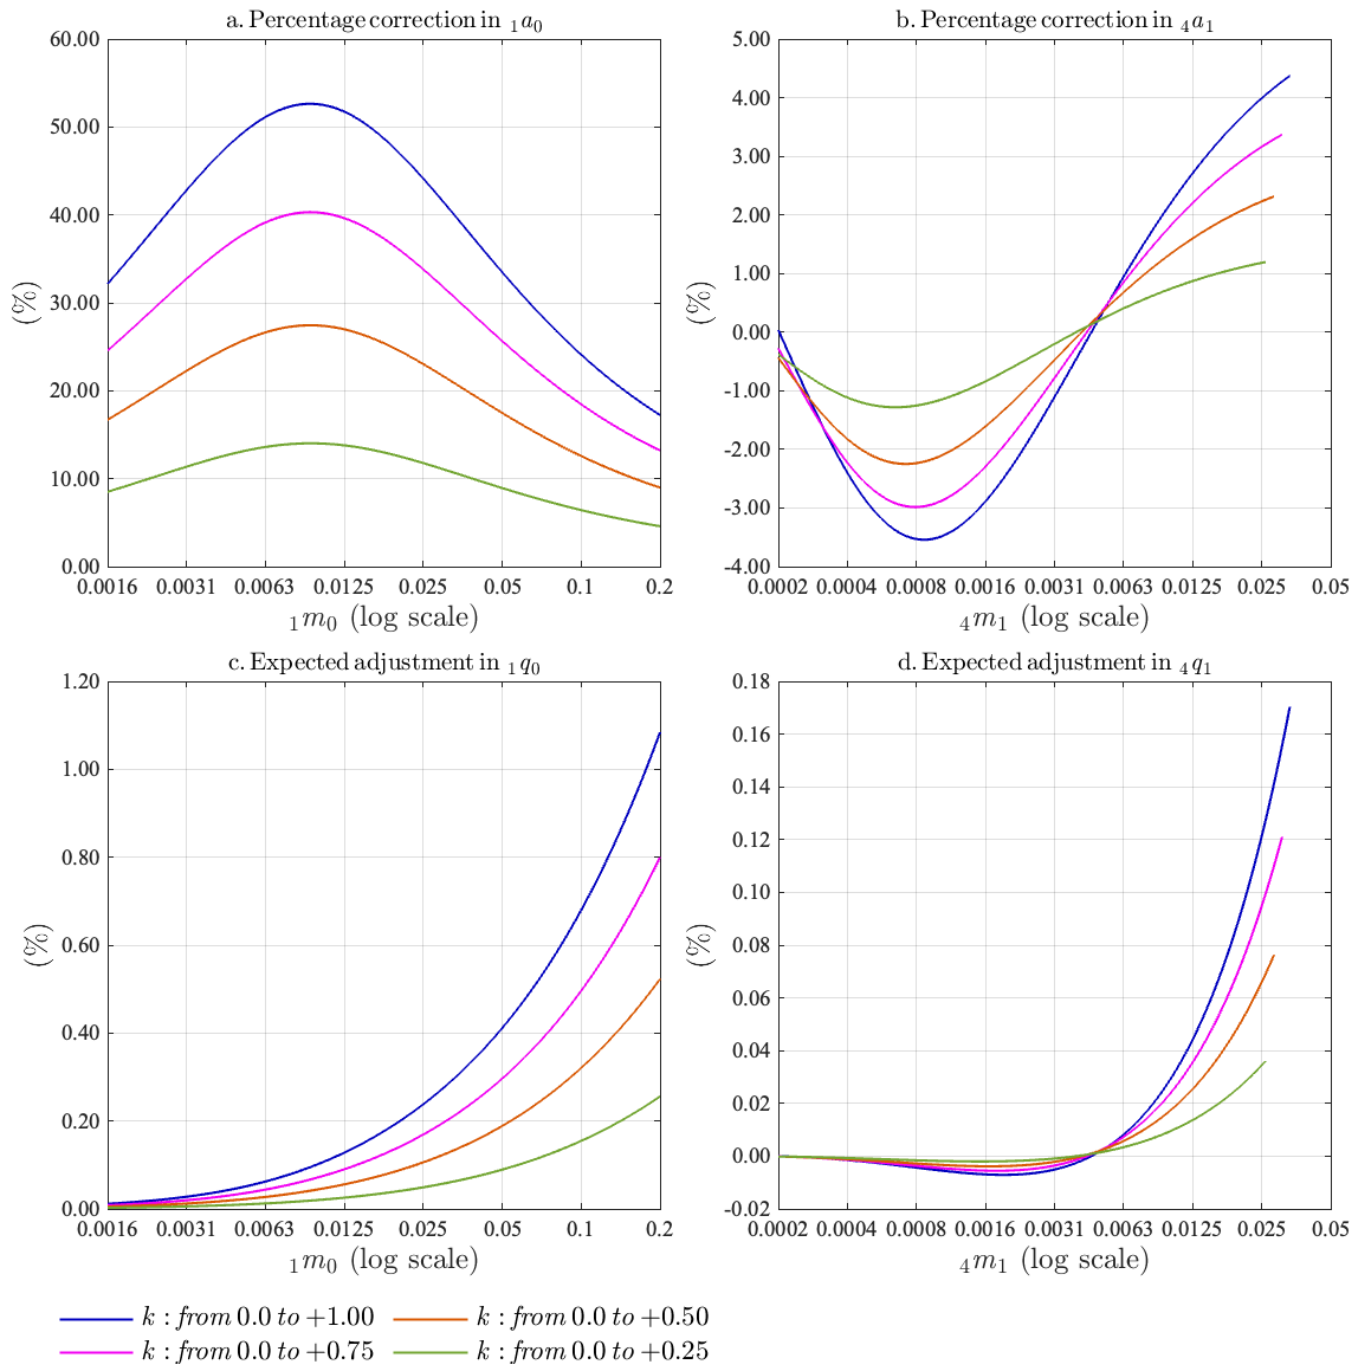 a. Percentage correction in ₁a₀
60.00
50.00
40.00
30.00
20.00
10.00
0.00
(%)
0.0016 0.0031 0.0063 0.0125 0.025 0.05 0.1 0.2
₁m₀ (log scale)
b. Percentage correction in ₄a₁
5.00
4.00
3.00
2.00
1.00
0.00
-1.00
-2.00
-3.00
-4.00
(%)
0.0002 0.0004 0.0008 0.0016 0.0031 0.0063 0.0125 0.025 0.05
₄m₁ (log scale)
c. Expected adjustment in ₁q₀
1.20
1.00
0.80
0.60
0.40
0.20
0.00
(%)
0.0016 0.0031 0.0063 0.0125 0.025 0.05 0.1 0.2
₁m₀ (log scale)
d. Expected adjustment in ₄q₁
0.18
0.16
0.14
0.12
0.10
0.08
0.06
0.04
0.02
0.00
-0.02
(%)
0.0002 0.0004 0.0008 0.0016 0.0031 0.0063 0.0125 0.025 0.05
₄m₁ (log scale)
k : from 0.0 to +1.00
k : from 0.0 to +0.50
k : from 0.0 to +0.75
k : from 0.0 to +0.25